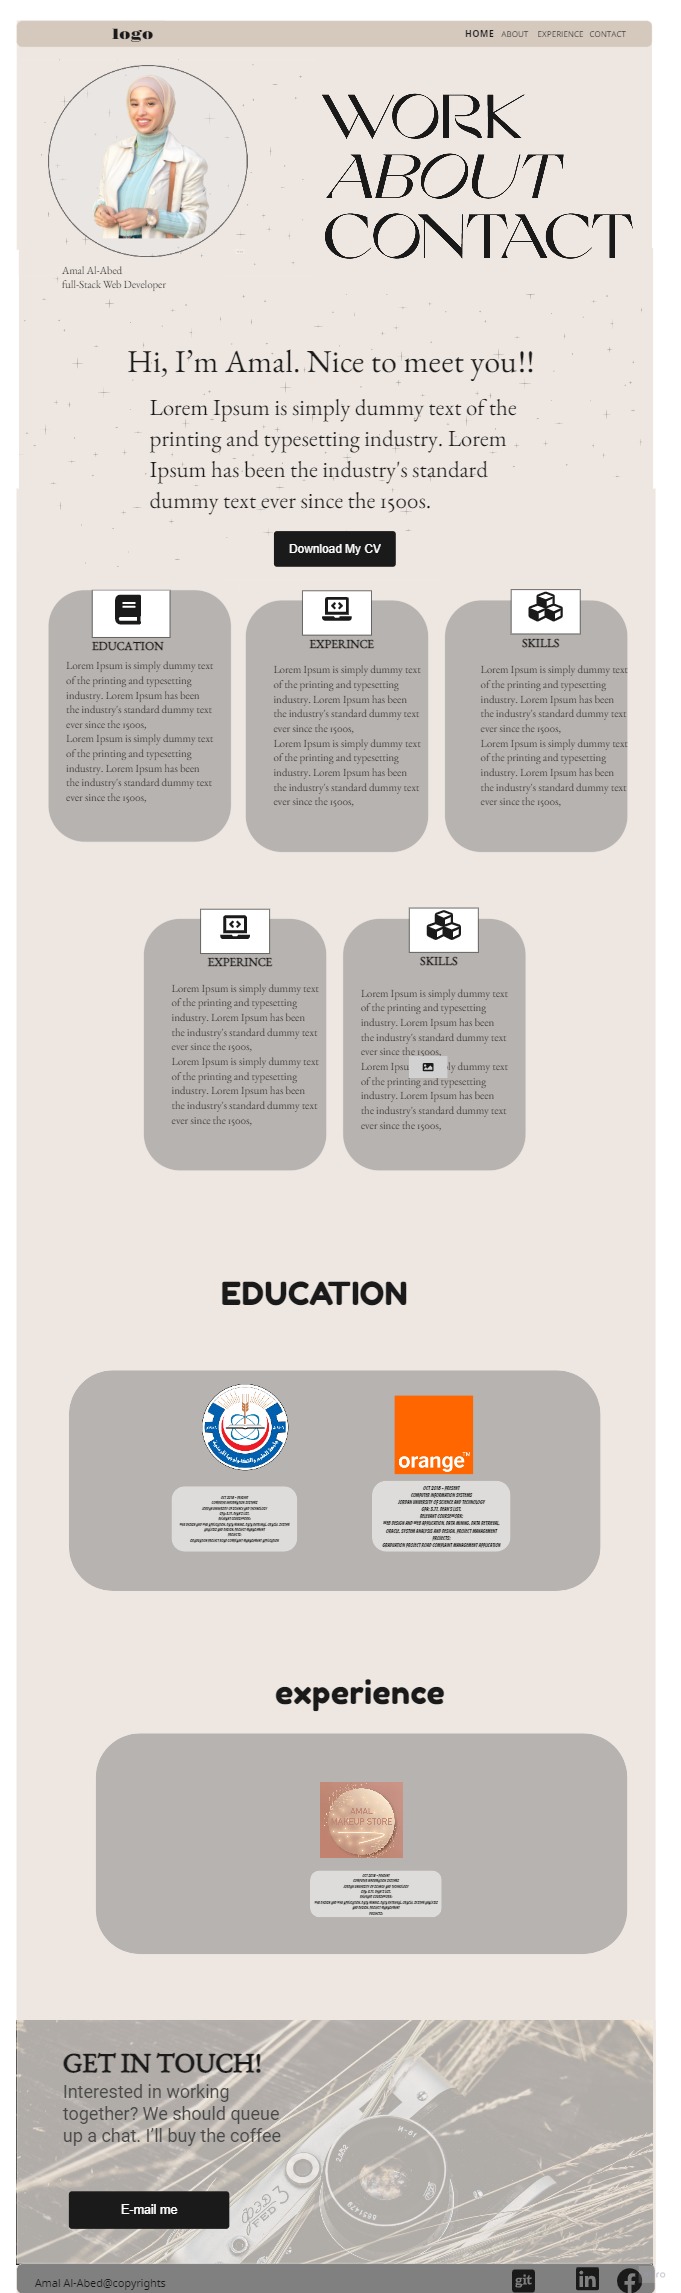 logo
HOME ABOUT EXPERIENCE CONTACT
WORK
ABOUT
CONTACT
Amal Al-Abed
full-Stack Web Developer
Hi, I’m Amal. Nice to meet you!!
Lorem Ipsum is simply dummy text of the
printing and typesetting industry. Lorem
Ipsum has been the industry's standard
dummy text ever since the 1500s.
Download My CV
EDUCATION
Lorem Ipsum is simply dummy text
of the printing and typesetting
industry. Lorem Ipsum has been
the industry's standard dummy text
ever since the 1500s,
Lorem Ipsum is simply dummy text
of the printing and typesetting
industry. Lorem Ipsum has been
the industry's standard dummy text
ever since the 1500s,
EXPERINCE
Lorem Ipsum is simply dummy text
of the printing and typesetting
industry. Lorem Ipsum has been
the industry's standard dummy text
ever since the 1500s,
Lorem Ipsum is simply dummy text
of the printing and typesetting
industry. Lorem Ipsum has been
the industry's standard dummy text
ever since the 1500s,
SKILLS
Lorem Ipsum is simply dummy text
of the printing and typesetting
industry. Lorem Ipsum has been
the industry's standard dummy text
ever since the 1500s,
Lorem Ipsum is simply dummy text
of the printing and typesetting
industry. Lorem Ipsum has been
the industry's standard dummy text
ever since the 1500s,
EXPERINCE
Lorem Ipsum is simply dummy text
of the printing and typesetting
industry. Lorem Ipsum has been
the industry's standard dummy text
ever since the 1500s,
Lorem Ipsum is simply dummy text
of the printing and typesetting
industry. Lorem Ipsum has been
the industry's standard dummy text
ever since the 1500s,
SKILLS
Lorem Ipsum is simply dummy text
of the printing and typesetting
industry. Lorem Ipsum has been
the industry's standard dummy text
ever since the 1500s,
Lorem dummy text
of the printing and typesetting
industry. Lorem Ipsum has been
the industry's standard dummy text
ever since the 1500s,
EDUCATION
orange™
OCT 2018 – PRESENT
COMPUTER INFORMATION SYSTEMS
JORDAN UNIVERSITY OF SCIENCE AND TECHNOLOGY
RELEVANT COURSEWORK:
WEB DESIGN AND WEB APPLICATION, DATA MINING, DATA RETRIEVAL,
ORACLE, SYSTEM ANALYSIS AND DESIGN, PROJECT MANAGEMENT
PROJECTS:
GRADUATION PROJECT ROAD COMPLAINT MANAGEMENT APPLICATION
experience
AMAL
MAKEUP STORE
GET IN TOUCH!
Interested in working
together? We should queue
up a chat. I’ll buy the coffee
E-mail me
FED 3
Amal Al-Abed@copyrights
git
in
ro